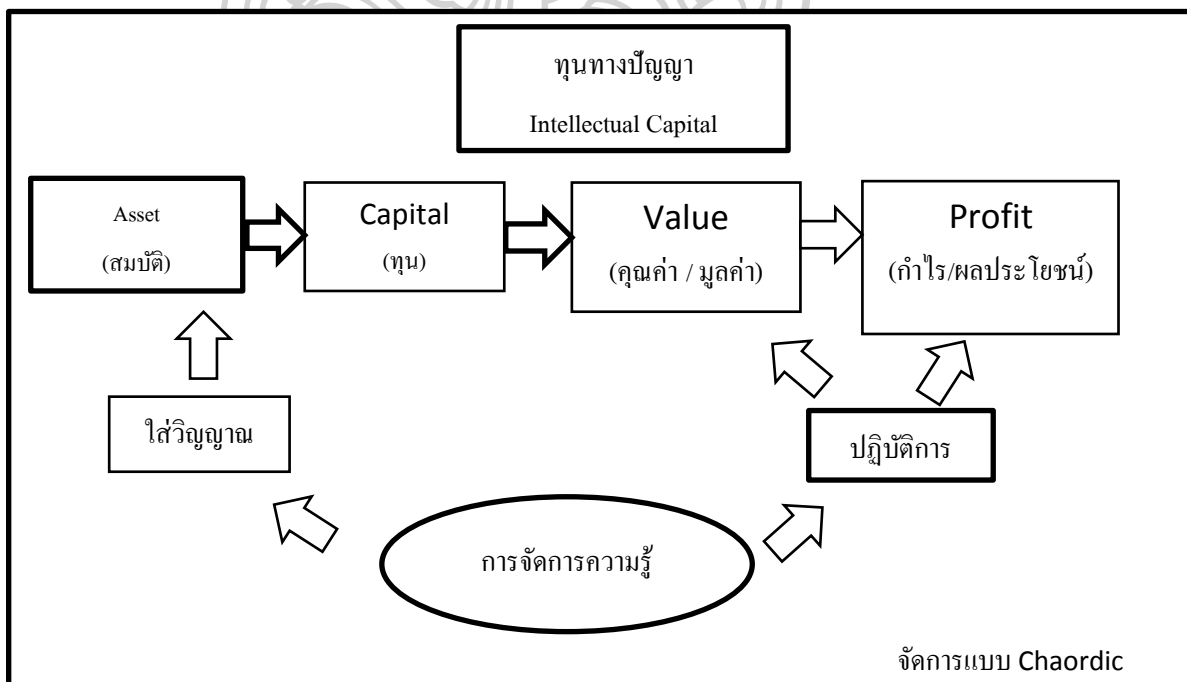 ทุนทางปัญญา
Intellectual Capital
Asset
(สมบัติ)
Capital
(ทุน)
Value
(คุณค่า / มูลค่า)
Profit
(กำไร/ผลประโยชน์)
ใส่วิญญาณ
ปฏิบัติการ
การจัดการความรู้
จัดการแบบ Chaordic